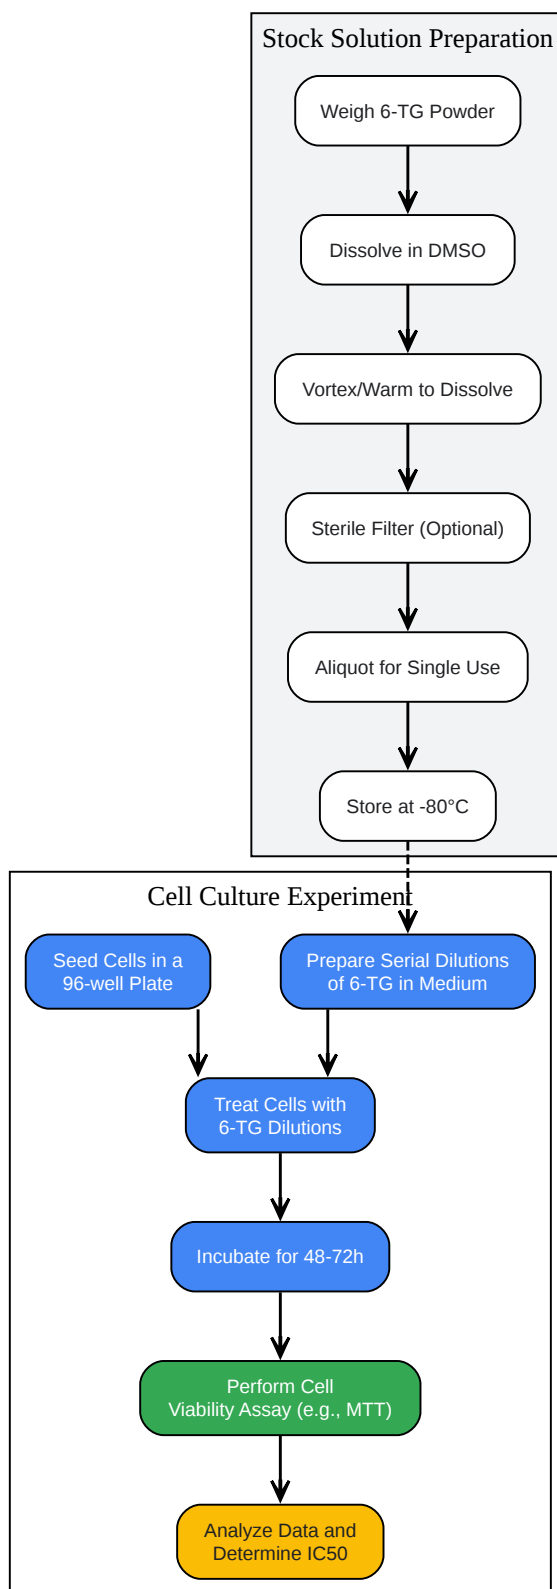 Stock Solution Preparation
Weigh 6-TG Powder
Dissolve in DMSO
Vortex/Warm to Dissolve
Sterile Filter (Optional)
Aliquot for Single Use
Store at -80°C
Cell Culture Experiment
Seed Cells in a
96-well Plate
Prepare Serial Dilutions
of 6-TG in Medium
Treat Cells with
6-TG Dilutions
Incubate for 48-72h
Perform Cell
Viability Assay (e.g., MTT)
Analyze Data and
Determine IC50